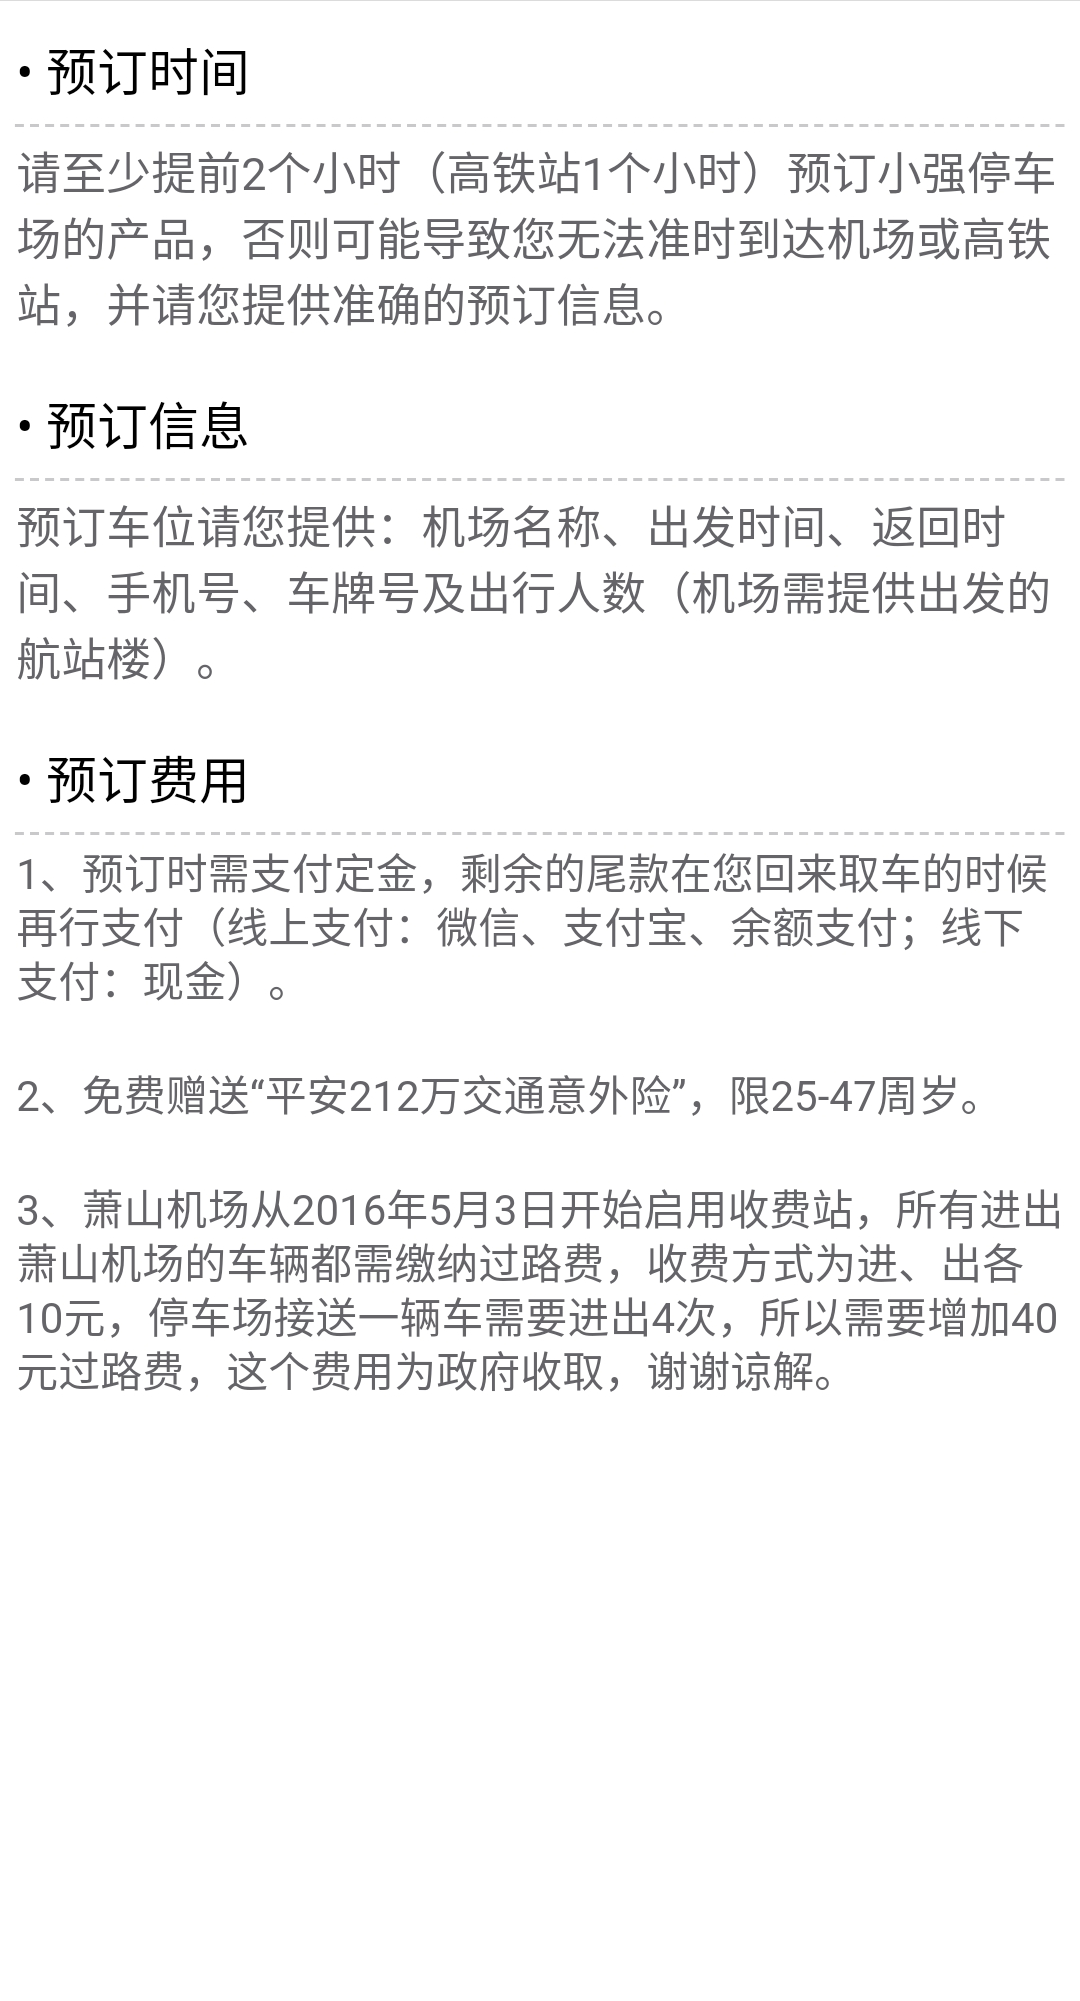 • 预订时间
请至少提前2个小时（高铁站1个小时）预订小强停车
场的产品，否则可能导致您无法准时到达机场或高铁
站，并请您提供准确的预订信息。
• 预订信息
预订车位请您提供：机场名称、出发时间、返回时
间、手机号、车牌号及出行人数（机场需提供出发的
航站楼）。
• 预订费用
1、预订时需支付定金，剩余的尾款在您回来取车的时候
再行支付（线上支付：微信、支付宝、余额支付；线下
支付：现金）。
2、免费赠送“平安212万交通意外险”，限25-47周岁。
3、萧山机场从2016年5月3日开始启用收费站，所有进出
萧山机场的车辆都需缴纳过路费，收费方式为进、出各
10元，停车场接送一辆车需要进出4次，所以需要增加40
元过路费，这个费用为政府收取，谢谢谅解。